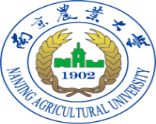 南京農業大學
1902
NANJING AGRICULTURAL UNIVERSITY